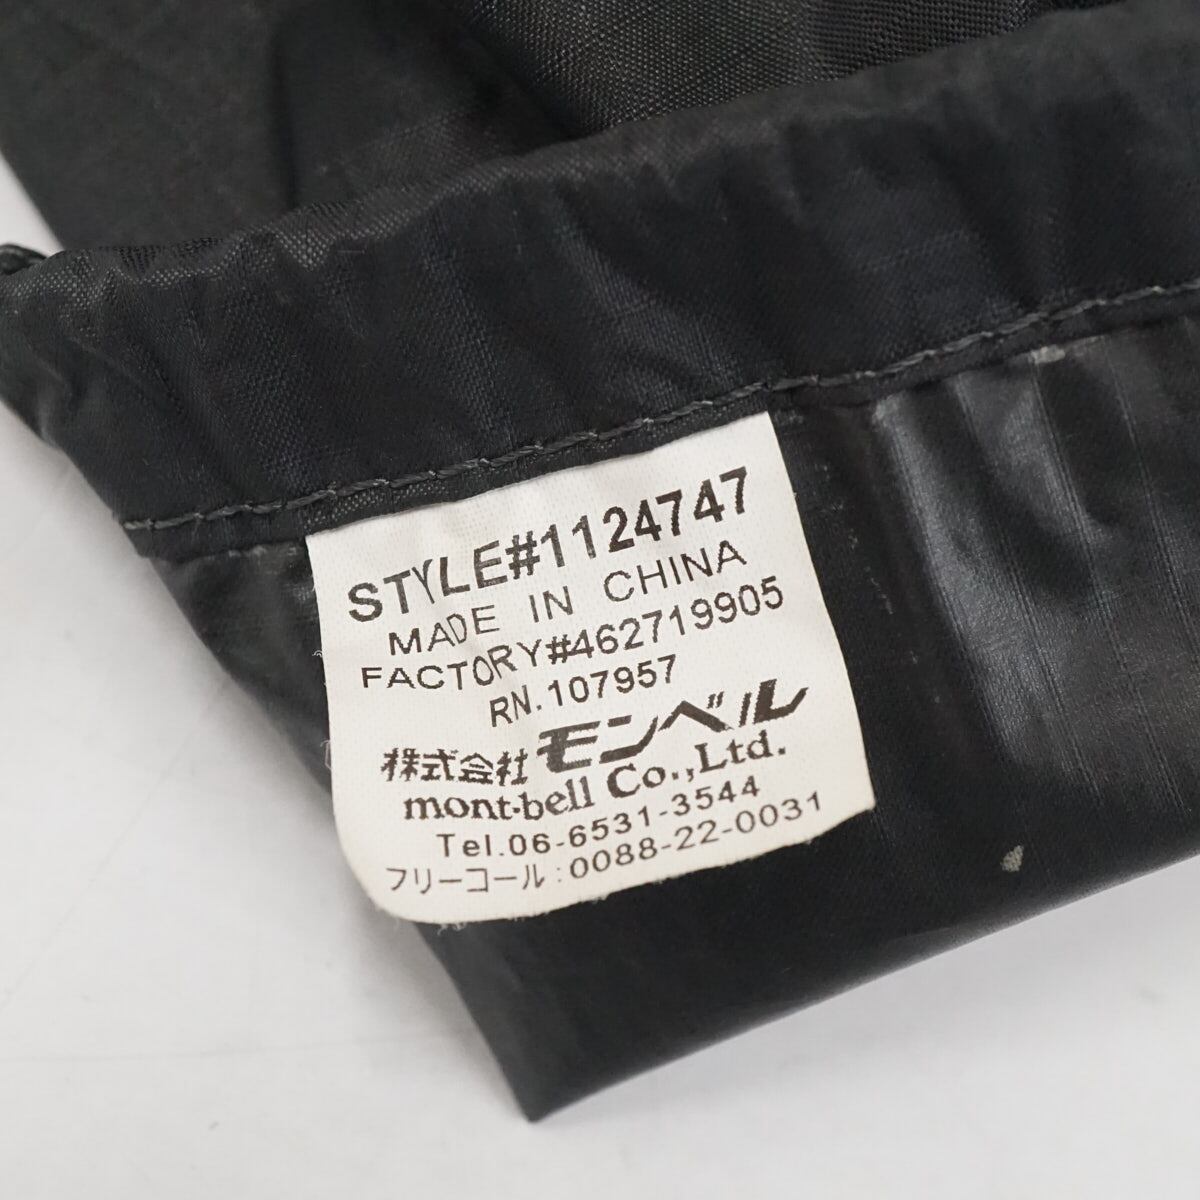 STYLE#1124747
MADE IN CHINA
FACTORY#462719905
RN.107957
株式会社 モンベル
mont-bell Co.,Ltd.
Tel.06-6531-3544
フリーコール:0088-22-0031